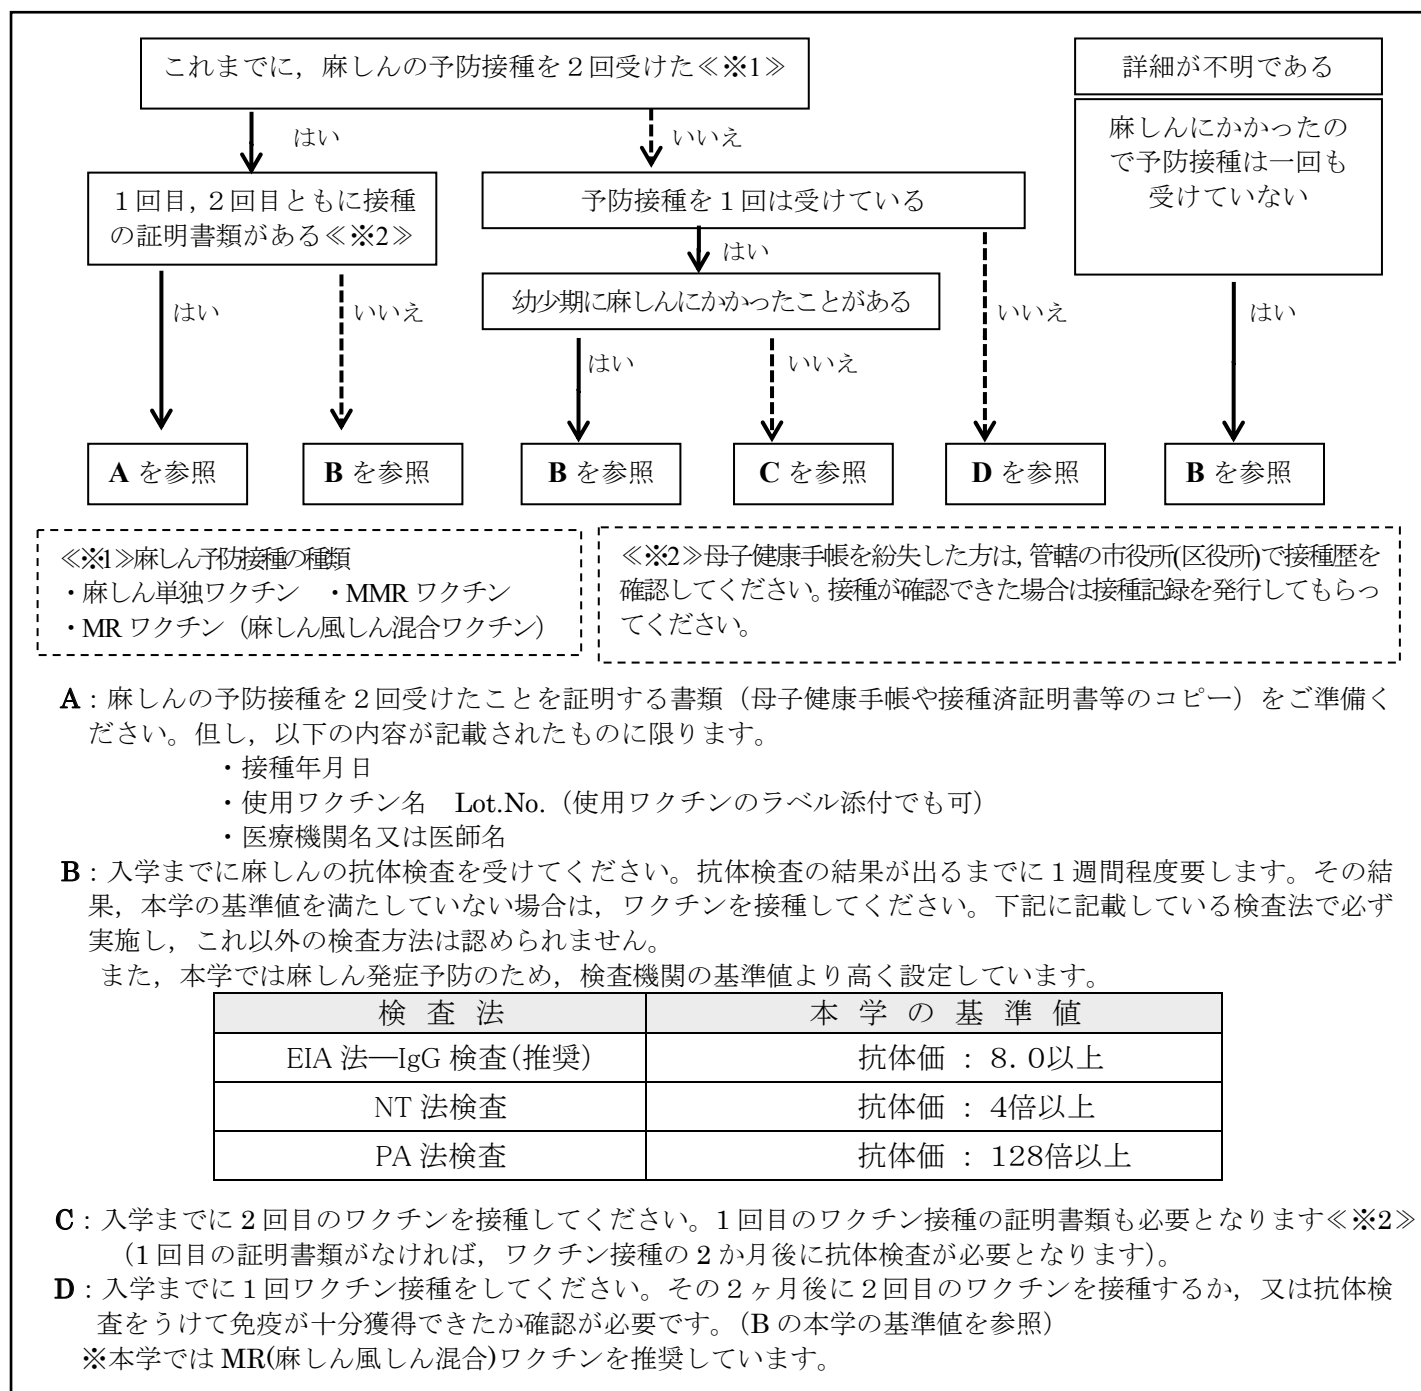 これまでに，麻しんの予防接種を２回受けた≪※1≫
詳細が不明である
麻しんにかかったの
で予防接種は一回も
受けていない
はい
いいえ
１回目，２回目ともに接種
の証明書類がある≪※2≫
予防接種を１回は受けている
はい
幼少期に麻しんにかかったことがある
はい
いいえ
いいえ
はい
はい
いいえ
A を参照
B を参照
B を参照
C を参照
D を参照
B を参照
≪※1≫麻しん予防接種の種類
・麻しん単独ワクチン　・MMR ワクチン
・MR ワクチン（麻しん風しん混合ワクチン）
≪※2≫母子健康手帳を紛失した方は，管轄の市役所(区役所)で接種歴を
確認してください。接種が確認できた場合は接種記録を発行してもらっ
てください。
A：麻しんの予防接種を２回受けたことを証明する書類（母子健康手帳や接種済証明書等のコピー）をご準備く
ださい。但し，以下の内容が記載されたものに限ります。
・接種年月日
・使用ワクチン名　Lot.No.（使用ワクチンのラベル添付でも可）
・医療機関名又は医師名
B：入学までに麻しんの抗体検査を受けてください。抗体検査の結果が出るまでに１週間程度要します。その結
果，本学の基準値を満たしていない場合は，ワクチンを接種してください。下記に記載している検査法で必ず
実施し，これ以外の検査方法は認められません。
また，本学では麻しん発症予防のため，検査機関の基準値より高く設定しています。
検 査 法　本 学 の 基 準 値
EIA 法―IgG 検査(推奨)　抗体価 ： 8．0以上
NT 法検査　抗体価 ： 4倍以上
PA 法検査　抗体価 ： 128倍以上
C：入学までに 2 回目のワクチンを接種してください。1 回目のワクチン接種の証明書類も必要となります≪※2≫
（1 回目の証明書類がなければ，ワクチン接種の 2 か月後に抗体検査が必要となります）。
D：入学までに１回ワクチン接種をしてください。その２ヶ月後に２回目のワクチンを接種するか，又は抗体検
査をうけて免疫が十分獲得できたか確認が必要です。（B の本学の基準値を参照）
※本学では MR(麻しん風しん混合)ワクチンを推奨しています。